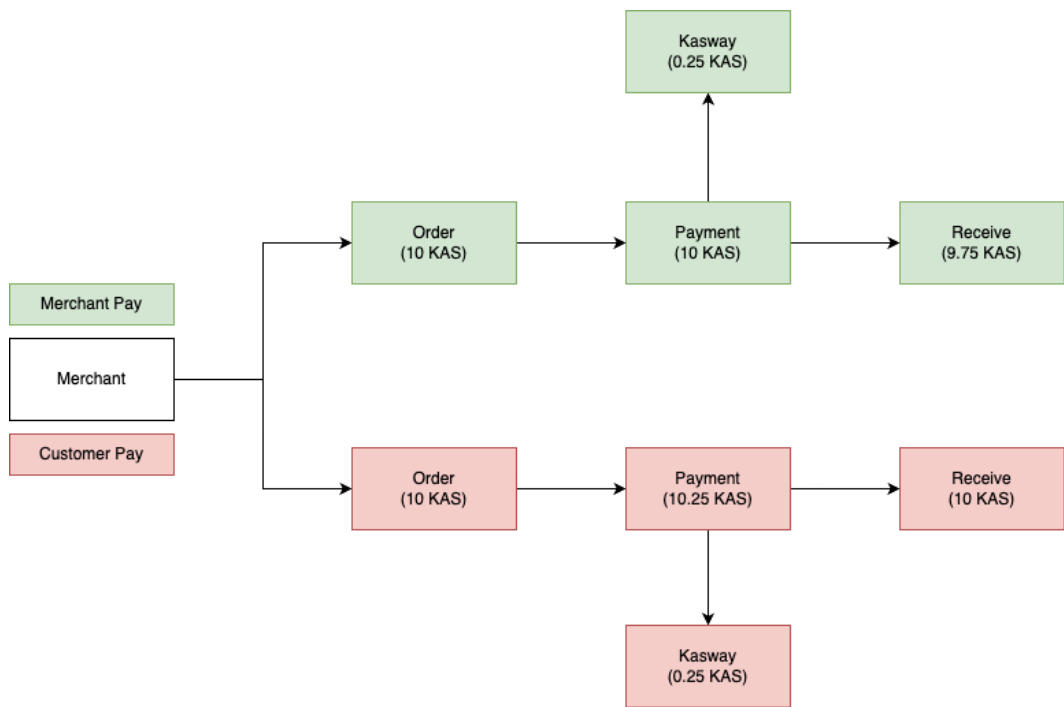 Kasway
(0.25 KAS)
Order
(10 KAS)
Payment
(10 KAS)
Receive
(9.75 KAS)
Merchant Pay
Merchant
Customer Pay
Order
(10 KAS)
Payment
(10.25 KAS)
Receive
(10 KAS)
Kasway
(0.25 KAS)